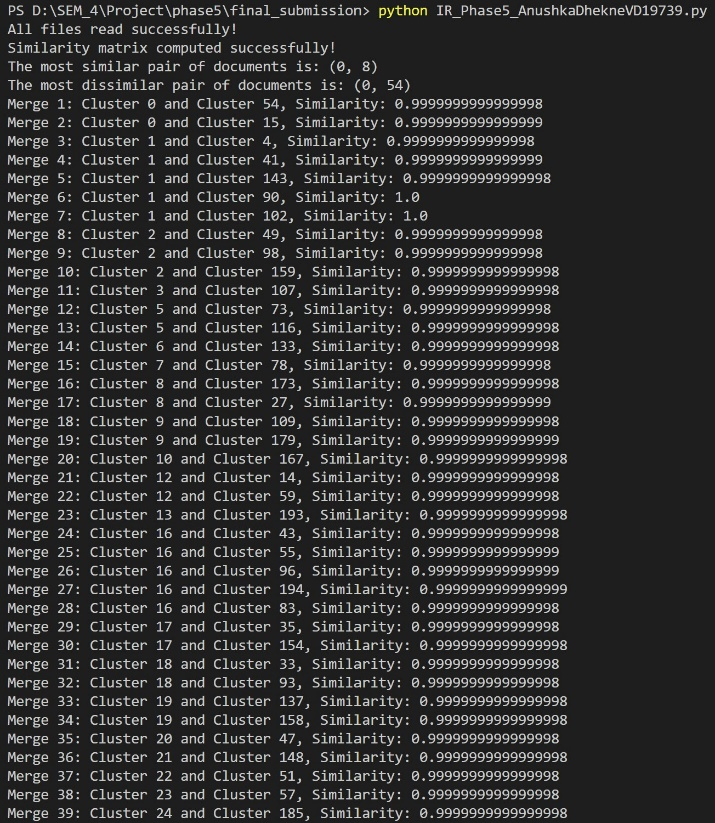 PS D:\SEM_4\Project\phase5\final_submission> python IR_Phase5_AnushkaDhekneVD19739.py
All files read successfully!
Similarity matrix computed successfully!
The most similar pair of documents is: (0, 8)
The most dissimilar pair of documents is: (0, 54)
Merge 1: Cluster 0 and Cluster 54, Similarity: 0.9999999999999998
Merge 2: Cluster 0 and Cluster 15, Similarity: 0.9999999999999999
Merge 3: Cluster 1 and Cluster 4, Similarity: 0.9999999999999998
Merge 4: Cluster 1 and Cluster 41, Similarity: 0.9999999999999999
Merge 5: Cluster 1 and Cluster 143, Similarity: 0.9999999999999998
Merge 6: Cluster 1 and Cluster 90, Similarity: 1.0
Merge 7: Cluster 1 and Cluster 102, Similarity: 1.0
Merge 8: Cluster 2 and Cluster 49, Similarity: 0.9999999999999998
Merge 9: Cluster 2 and Cluster 98, Similarity: 0.9999999999999998
Merge 10: Cluster 2 and Cluster 159, Similarity: 0.9999999999999998
Merge 11: Cluster 3 and Cluster 107, Similarity: 0.9999999999999998
Merge 12: Cluster 5 and Cluster 73, Similarity: 0.9999999999999998
Merge 13: Cluster 5 and Cluster 116, Similarity: 0.9999999999999998
Merge 14: Cluster 6 and Cluster 133, Similarity: 0.9999999999999998
Merge 15: Cluster 7 and Cluster 78, Similarity: 0.9999999999999998
Merge 16: Cluster 8 and Cluster 173, Similarity: 0.9999999999999998
Merge 17: Cluster 8 and Cluster 27, Similarity: 0.9999999999999999
Merge 18: Cluster 9 and Cluster 109, Similarity: 0.9999999999999998
Merge 19: Cluster 9 and Cluster 179, Similarity: 0.9999999999999999
Merge 20: Cluster 10 and Cluster 167, Similarity: 0.9999999999999998
Merge 21: Cluster 12 and Cluster 14, Similarity: 0.9999999999999998
Merge 22: Cluster 12 and Cluster 59, Similarity: 0.9999999999999998
Merge 23: Cluster 13 and Cluster 193, Similarity: 0.9999999999999998
Merge 24: Cluster 16 and Cluster 43, Similarity: 0.9999999999999998
Merge 25: Cluster 16 and Cluster 55, Similarity: 0.9999999999999999
Merge 26: Cluster 16 and Cluster 96, Similarity: 0.9999999999999999
Merge 27: Cluster 16 and Cluster 194, Similarity: 0.9999999999999999
Merge 28: Cluster 16 and Cluster 83, Similarity: 0.9999999999999998
Merge 29: Cluster 17 and Cluster 35, Similarity: 0.9999999999999998
Merge 30: Cluster 17 and Cluster 154, Similarity: 0.9999999999999998
Merge 31: Cluster 18 and Cluster 33, Similarity: 0.9999999999999998
Merge 32: Cluster 18 and Cluster 93, Similarity: 0.9999999999999998
Merge 33: Cluster 19 and Cluster 137, Similarity: 0.9999999999999998
Merge 34: Cluster 19 and Cluster 158, Similarity: 0.9999999999999998
Merge 35: Cluster 20 and Cluster 47, Similarity: 0.9999999999999998
Merge 36: Cluster 21 and Cluster 148, Similarity: 0.9999999999999998
Merge 37: Cluster 22 and Cluster 51, Similarity: 0.9999999999999998
Merge 38: Cluster 23 and Cluster 57, Similarity: 0.9999999999999998
Merge 39: Cluster 24 and Cluster 185, Similarity: 0.9999999999999998